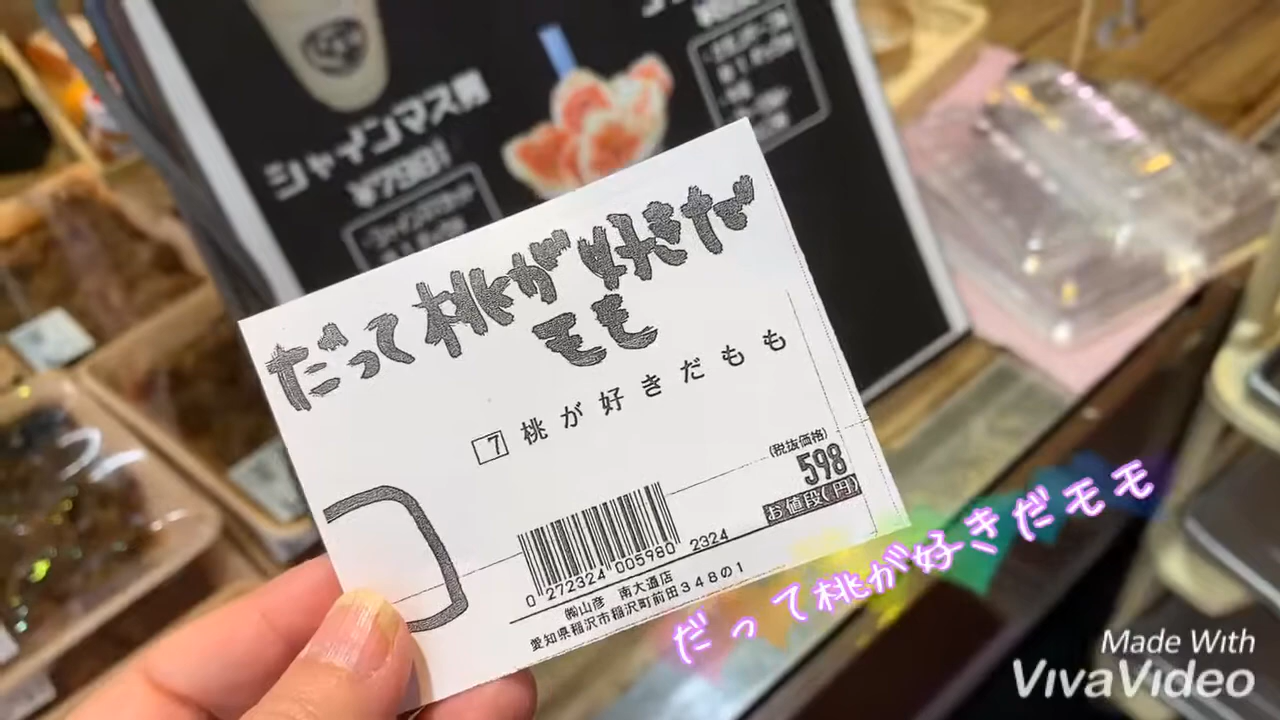 シャインマス男
¥798!
だって桃が好きだ
モモ
7 桃が好きだもも
(税抜価格)
598
お値段(円)
0 272324 005980 2324
㈱山彦 南大通店
愛知県稲沢市稲沢町前田348の1
だって桃が好きだモモ
Made With
VivaVideo